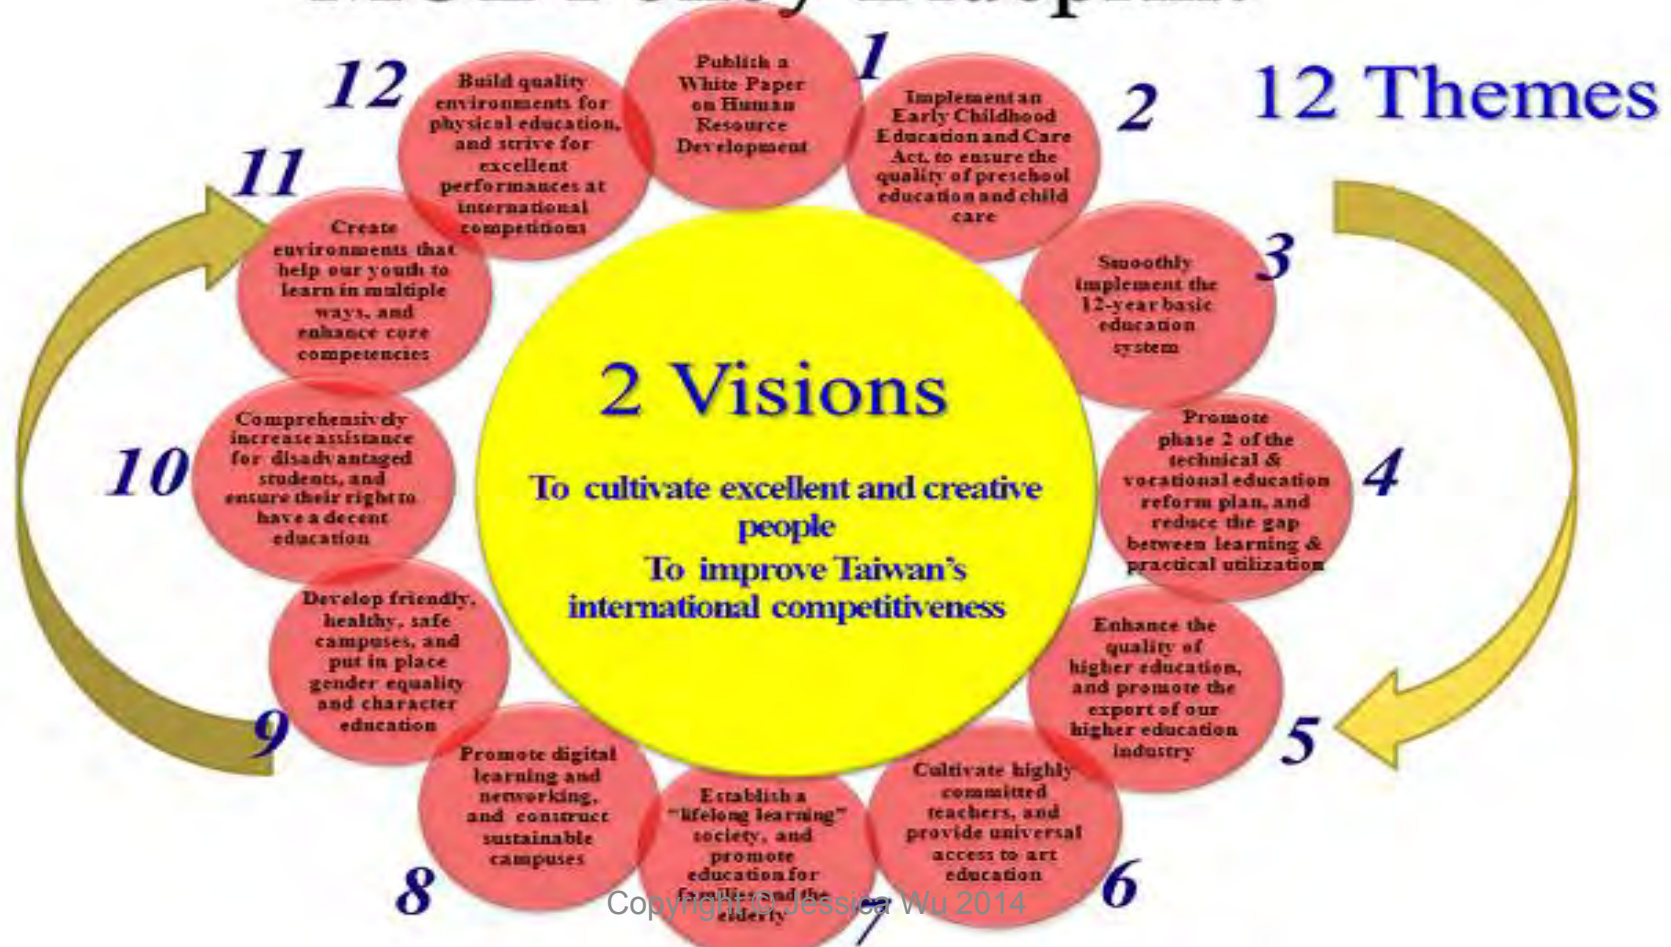 12 Themes
1
Publish a
White Paper
on Human
Resource
Development
2
Implement an
Early Childhood
Education and Care
Act, to ensure the
quality of preschool
education and child
care
3
Smoothly
implement the
12-year basic
education
system
4
Promote
phase 2 of the
technical &
vocational education
reform plan, and
reduce the gap
between learning &
practical utilization
5
Enhance the
quality of
higher education,
and promote the
export of our
higher education
industry
6
Cultivate highly
committed
teachers, and
provide universal
access to art
education
7
Establish a
"lifelong learning"
society, and
promote
education for
families and the
elderly
8
Promote digital
learning and
networking,
and construct
sustainable
campuses
9
Develop friendly,
healthy, safe
campuses, and
put in place
gender equality
and character
education
10
Comprehensively
increase assistance
for disadvantaged
students, and
ensure their right to
have a decent
education
11
Create
environments that
help our youth to
learn in multiple
ways, and
enhance core
competencies
12
Build quality
environments for
physical education,
and strive for
excellent
performances at
international
competitions
2 Visions
To cultivate excellent and creative
people
To improve Taiwan's
international competitiveness
Copyright © Jessica Wu 2014